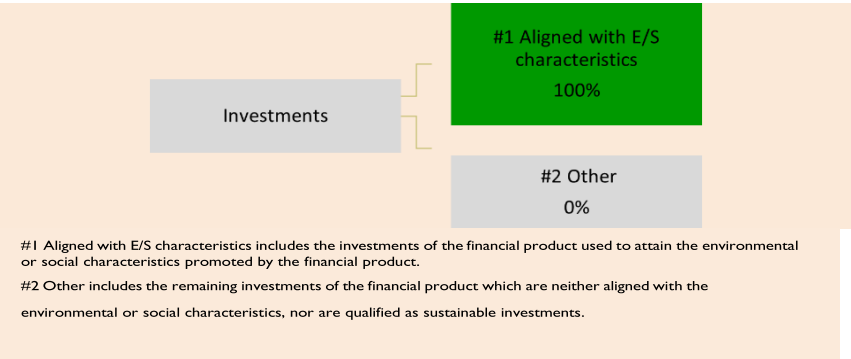 #1 Aligned with E/S
characteristics
100%
Investments
#2 Other
0%
#1 Aligned with E/S characteristics includes the investments of the financial product used to attain the environmental
or social characteristics promoted by the financial product.
#2 Other includes the remaining investments of the financial product which are neither aligned with the
environmental or social characteristics, nor are qualified as sustainable investments.